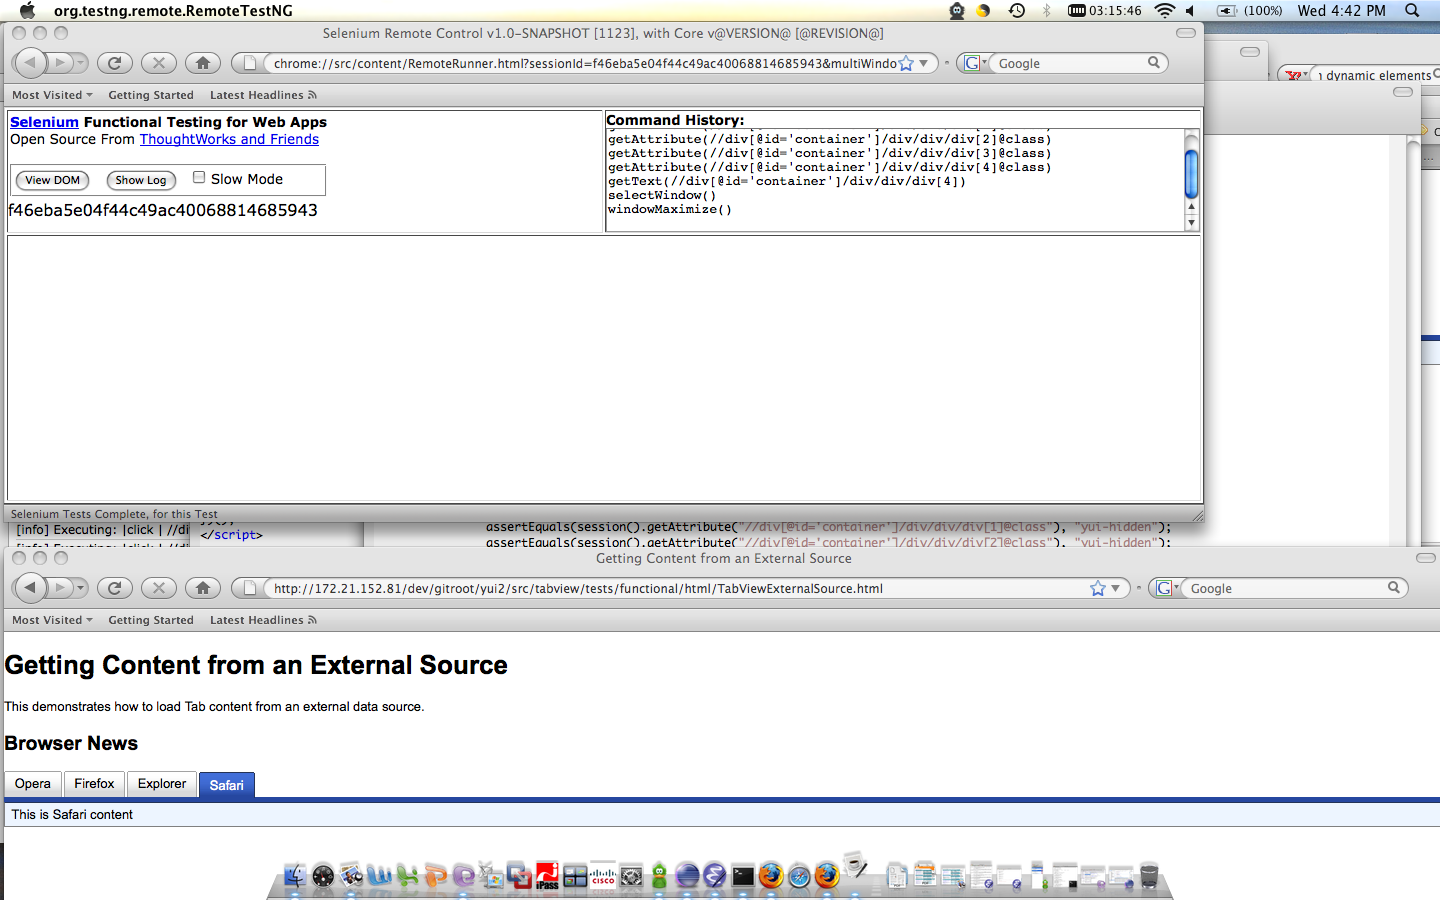 org.testng.remote.RemoteTestNG
03:15:46
(100%)
Wed 4:42 PM
Selenium Remote Control v1.0-SNAPSHOT [1123], with Core v@VERSION@ [@REVISION@]
chrome://src/content/RemoteRunner.html?sessionId=f46eba5e04f44c49ac40068814685943&multiWindo
Google
dynamic elements
Most Visited
Getting Started
Latest Headlines
Selenium Functional Testing for Web Apps
Open Source From ThoughtWorks and Friends
View DOM
Show Log
Slow Mode
f46eba5e04f44c49ac40068814685943
Command History:
getAttribute(//div[@id='container']/div/div/div[2]@class)
getAttribute(//div[@id='container']/div/div/div[3]@class)
getAttribute(//div[@id='container']/div/div/div[4]@class)
getText(//div[@id='container']/div/div/div[4])
selectWindow()
windowMaximize()
Selenium Tests Complete, for this Test
[info] Executing: |click | //di
</script>
assertEquals(session().getAttribute("//div[@id='container']/div/div/div[1]@class"), "yui-hidden");
assertEquals(session().getAttribute("//div[@id='container']/div/div/div[2]@class"), "yui-hidden");
Getting Content from an External Source
http://172.21.152.81/dev/gitroot/yui2/src/tabview/tests/functional/html/TabViewExternalSource.html
Google
Most Visited
Getting Started
Latest Headlines
Getting Content from an External Source
This demonstrates how to load Tab content from an external data source.
Browser News
Opera
Firefox
Explorer
Safari
This is Safari content
iPass
CISCO